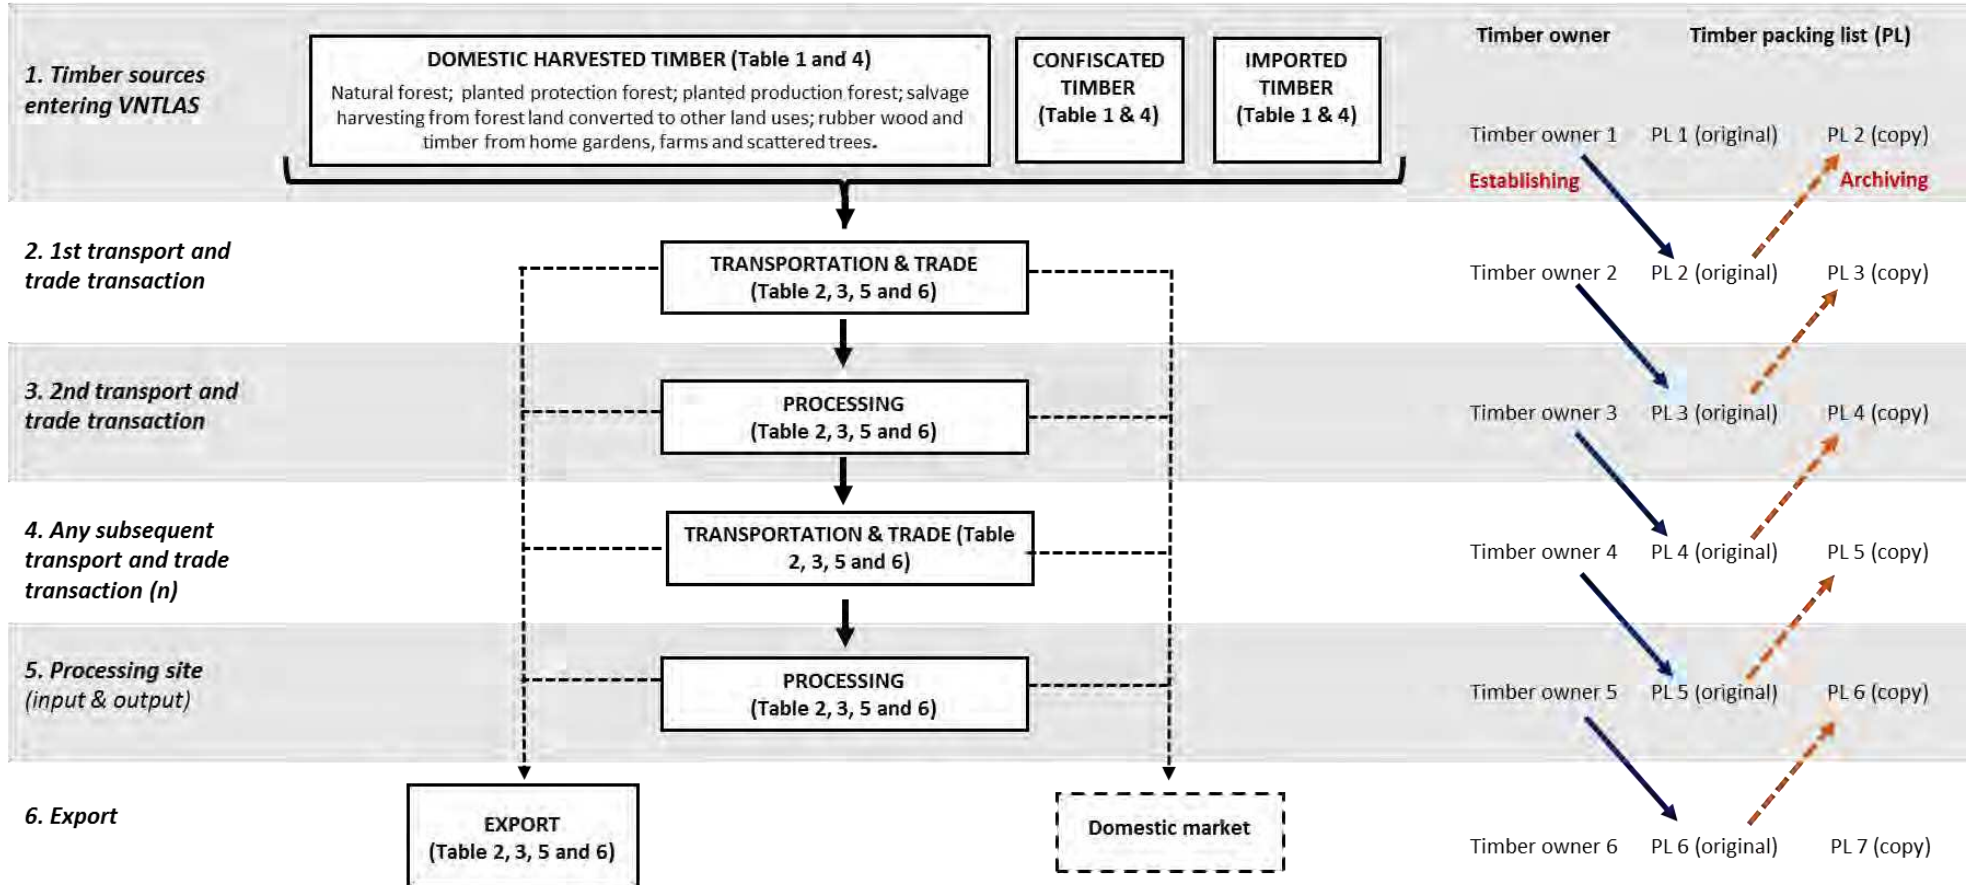 Timber owner
Timber packing list (PL)
1. Timber sources
entering VNTLAS
DOMESTIC HARVESTED TIMBER (Table 1 and 4)
Natural forest; planted protection forest; planted production forest; salvage
harvesting from forest land converted to other land uses; rubber wood and
timber from home gardens, farms and scattered trees.
CONFISCATED
TIMBER
(Table 1 & 4)
IMPORTED
TIMBER
(Table 1 & 4)
Timber owner 1
PL 1 (original)
PL 2 (copy)
Establishing
Archiving
2. 1st transport and
trade transaction
TRANSPORTATION & TRADE
(Table 2, 3, 5 and 6)
Timber owner 2
PL 2 (original)
PL 3 (copy)
3. 2nd transport and
trade transaction
PROCESSING
(Table 2, 3, 5 and 6)
Timber owner 3
PL 3 (original)
PL 4 (copy)
4. Any subsequent
transport and trade
transaction (n)
TRANSPORTATION & TRADE (Table
2, 3, 5 and 6)
Timber owner 4
PL 4 (original)
PL 5 (copy)
5. Processing site
(input & output)
PROCESSING
(Table 2, 3, 5 and 6)
Timber owner 5
PL 5 (original)
PL 6 (copy)
6. Export
EXPORT
(Table 2, 3, 5 and 6)
Domestic market
Timber owner 6
PL 6 (original)
PL 7 (copy)